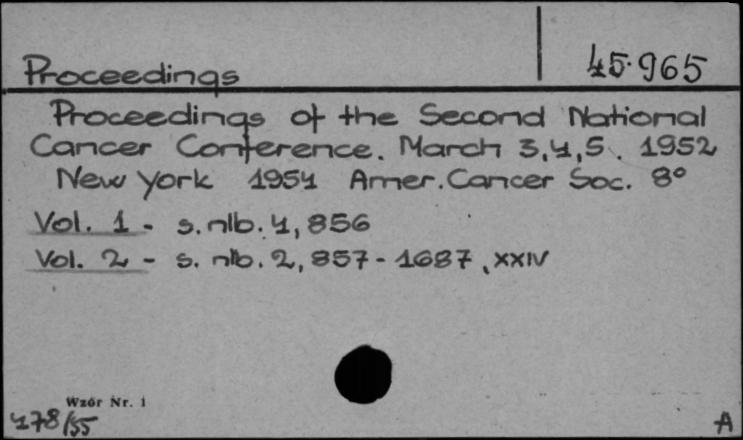 Proceedings
45.965
Proceedings of the Second National
Cancer Conference. March 3,4,5. 1952
New York 1954 Amer. Cancer Soc. 8°
Vol. 1 - s. nlb. 4, 856
Vol. 2 - s. nlb. 2, 857-1687, XXIV
Wzór Nr. 1
478/55
A